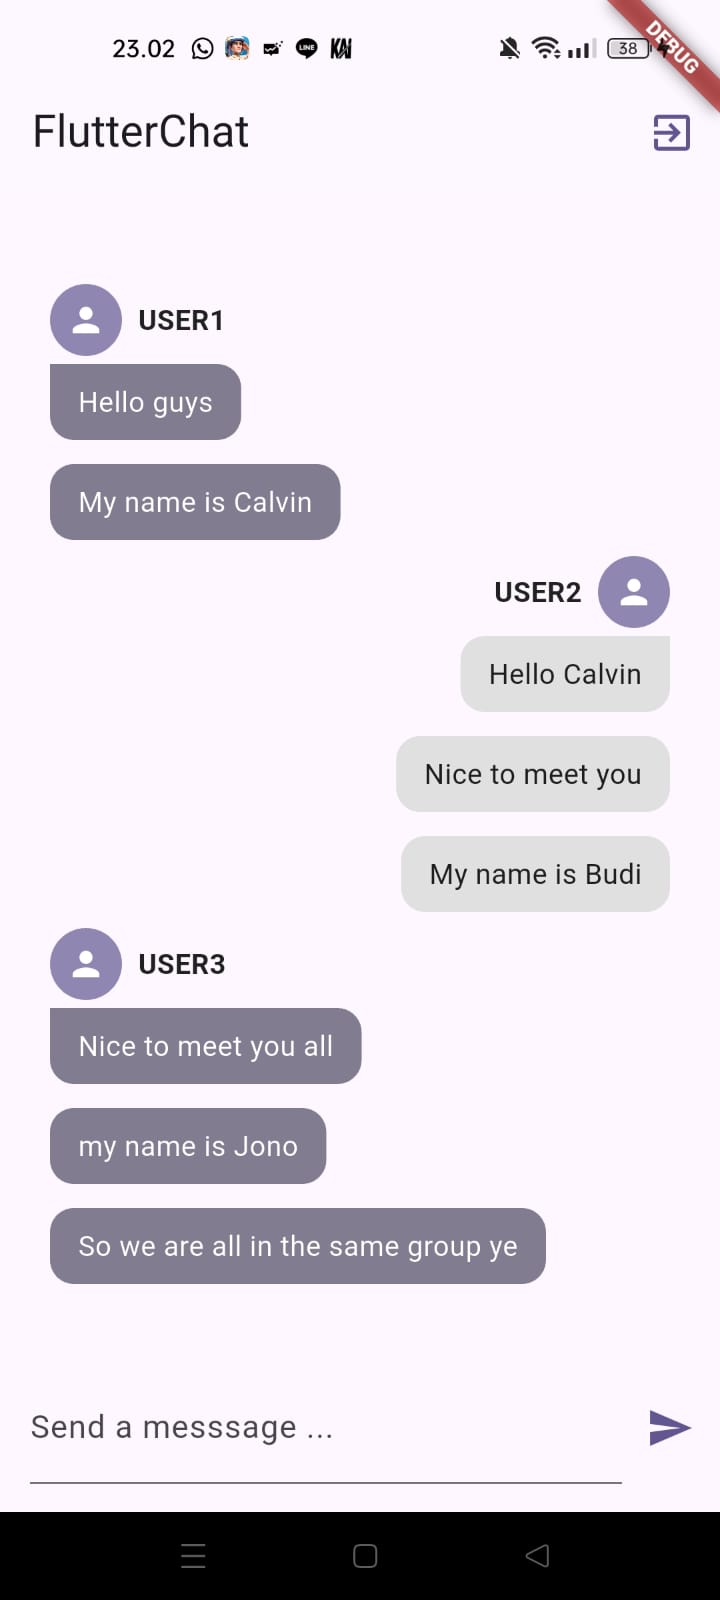 23.02 LINE KAI 38
DEBUG
FlutterChat
USER1
Hello guys
My name is Calvin
USER2
Hello Calvin
Nice to meet you
My name is Budi
USER3
Nice to meet you all
my name is Jono
So we are all in the same group ye
Send a messsage ...